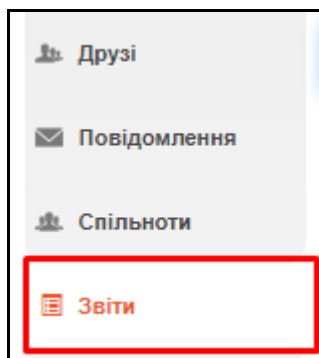 Друзі
Повідомлення
Спільноти
Звіти